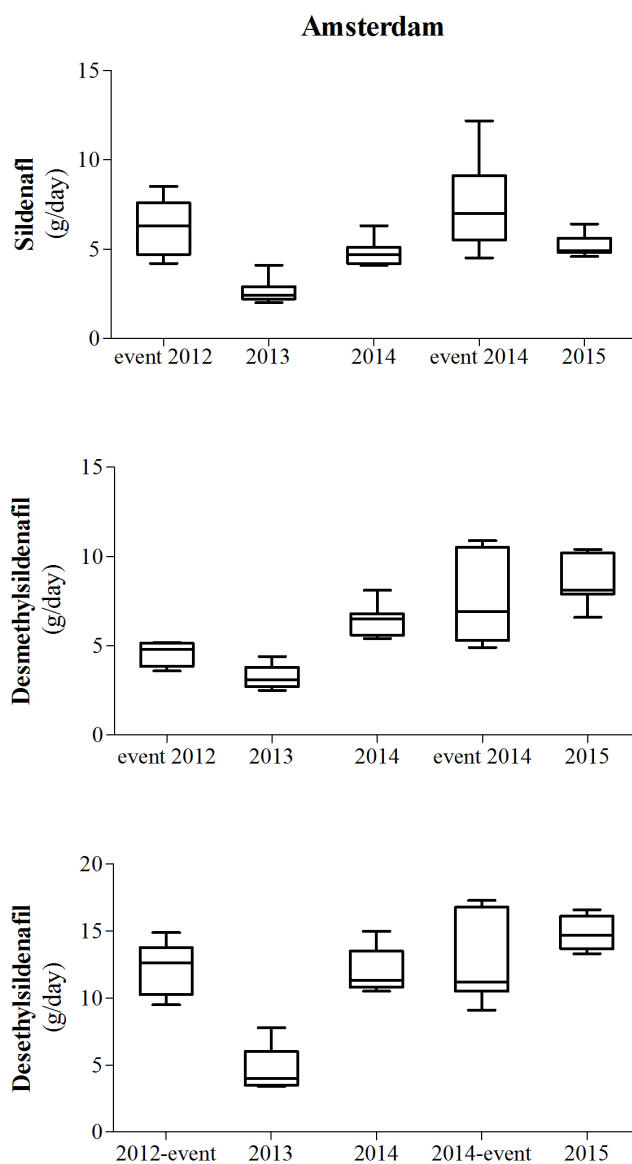 Amsterdam
Sildenafl
(g/day)
15
10
5
0
event 2012 2013 2014 event 2014 2015
Desmethylsildenafil
(g/day)
15
10
5
0
event 2012 2013 2014 event 2014 2015
Desethylsildenafil
(g/day)
20
15
10
5
0
2012-event 2013 2014 2014-event 2015